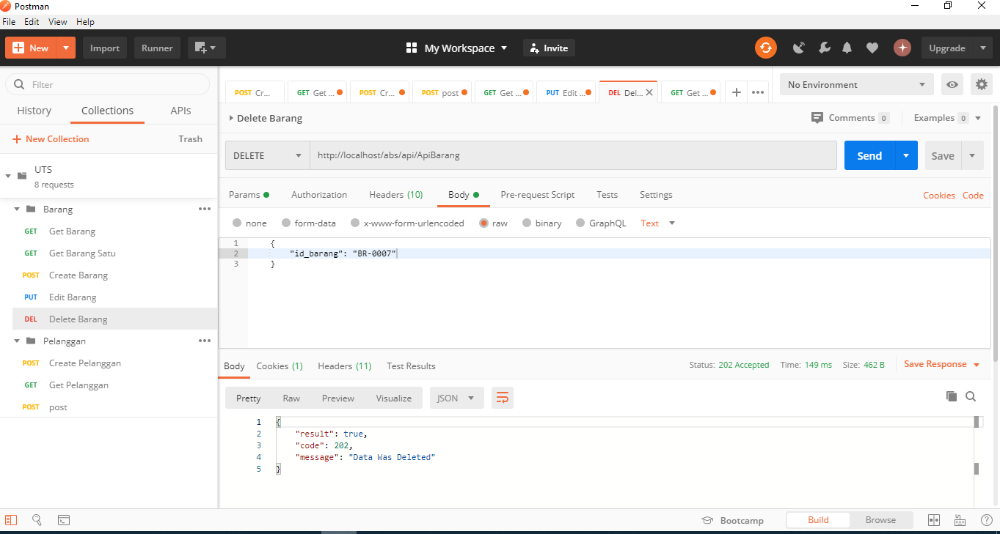 Postman
File Edit View Help
New Import Runner My Workspace Invite Upgrade
Filter
History Collections APIs
New Collection Trash
UTS
8 requests
Barang
GET Get Barang
GET Get Barang Satu
POST Create Barang
PUT Edit Barang
DEL Delete Barang
Pelanggan
POST Create Pelanggan
GET Get Pelanggan
POST post
POST Cr... GET Get ... POST Cr... POST post GET Get ... PUT Edit ... DEL Del... GET Get ... No Environment
Delete Barang Comments 0 Examples 0
DELETE http://localhost/abs/api/ApiBarang Send Save
Params Authorization Headers (10) Body Pre-request Script Tests Settings Cookies Code
none form-data x-www-form-urlencoded raw binary GraphQL Text
1 {
2 "id_barang": "BR-0007"
3 }
Body Cookies (1) Headers (11) Test Results Status: 202 Accepted Time: 149 ms Size: 462 B Save Response
Pretty Raw Preview Visualize JSON
1 {
2 "result": true,
3 "code": 202,
4 "message": "Data Was Deleted"
5 }
Bootcamp Build Browse